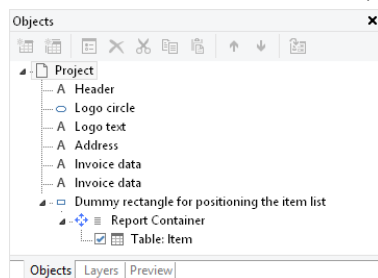 Objects
Project
A Header
Logo circle
A Logo text
A Address
A Invoice data
A Invoice data
Dummy rectangle for positioning the item list
Report Container
Table: Item
Objects Layers Preview